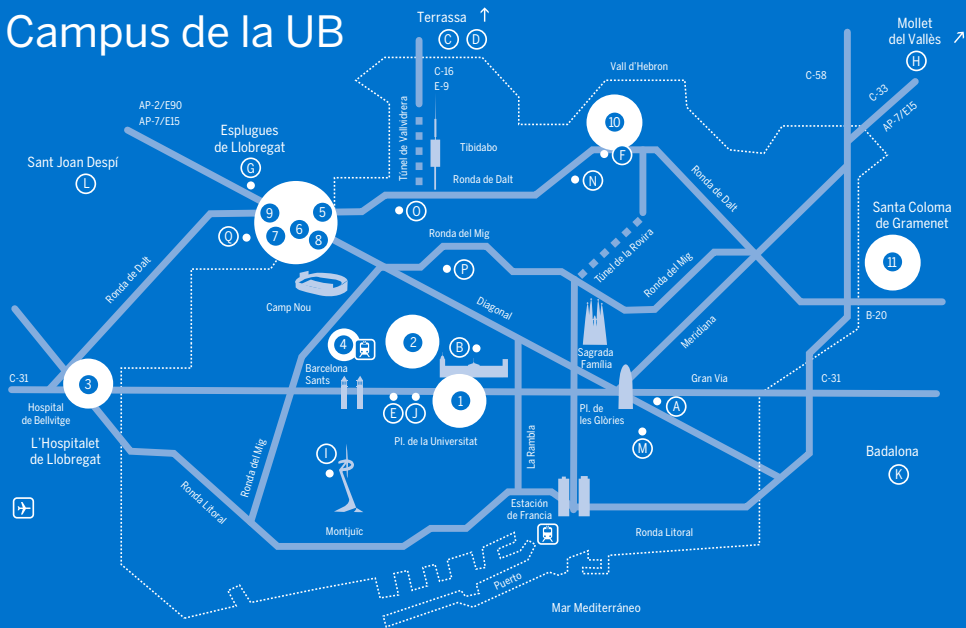 Campus de la UB
Terrassa ↑
C D
Mollet
del Vallès ↗
H
C-16
E-9
Vall d'Hebron
C-58
C-33
AP-7/E15
AP-2/E90
AP-7/E15
Esplugues
de Llobregat
G
Sant Joan Despí
L
Túnel de Vallvidrera
Tibidabo
10
F
N
Ronda de Dalt
Ronda de Dalt
Santa Coloma
de Gramenet
11
9
5
6
7
8
Q
O
Ronda del Mig
P
Túnel de la Rovira
Ronda del Mig
Ronda de Dalt
Camp Nou
Diagonal
Meridiana
B-20
4
2
B
Barcelona
Sants
Sagrada
Família
3
C-31
Gran Via
C-31
Hospital
de Bellvitge
E J
1
Pl. de la Universitat
Pl. de
les Glòries
A
M
L'Hospitalet
de Llobregat
Badalona
K
I
Ronda del Mig
La Rambla
Ronda Litoral
Montjuïc
Estación
de Francia
Ronda Litoral
Puerto
Mar Mediterráneo